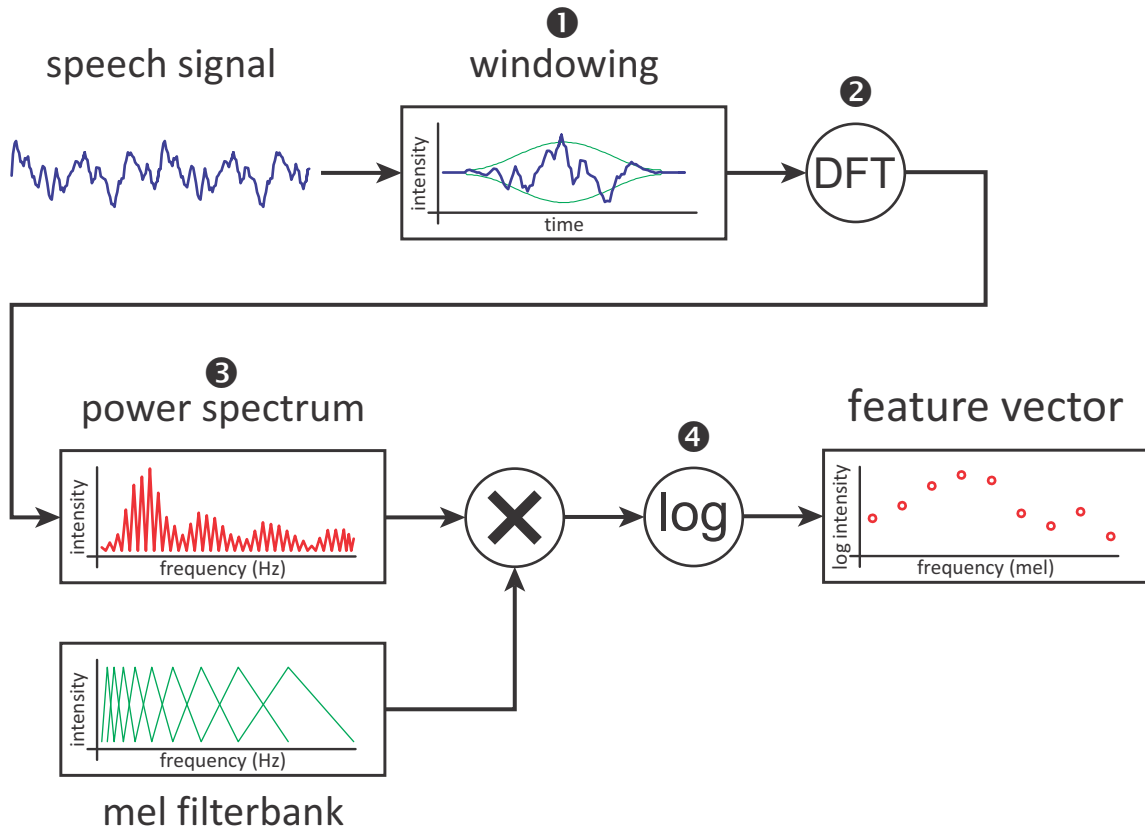 ❶
speech signal
windowing
intensity
time
❷
DFT
❸
power spectrum
intensity
frequency (Hz)
❹
log
feature vector
log intensity
frequency (mel)
intensity
frequency (Hz)
mel filterbank